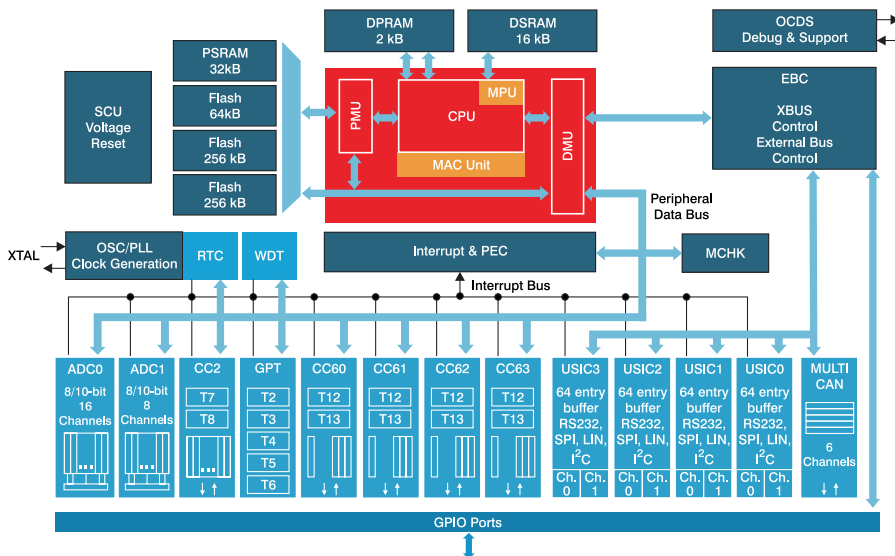 DPRAM
2 kB
DSRAM
16 kB
OCDS
Debug & Support
PSRAM
32kB
Flash
64kB
Flash
256 kB
Flash
256 kB
SCU
Voltage
Reset
PMU
CPU
MPU
MAC Unit
DMU
EBC
XBUS
Control
External Bus
Control
Peripheral
Data Bus
XTAL
OSC/PLL
Clock Generation
RTC
WDT
Interrupt & PEC
MCHK
Interrupt Bus
ADC0
8/10-bit
16
Channels
ADC1
8/10-bit
8
Channels
CC2
T7
T8
GPT
T2
T3
T4
T5
T6
CC60
T12
T13
CC61
T12
T13
CC62
T12
T13
CC63
T12
T13
USIC3
64 entry
buffer
RS232,
SPI, LIN,
I²C
Ch.
0
Ch.
1
USIC2
64 entry
buffer
RS232,
SPI, LIN,
I²C
Ch.
0
Ch.
1
USIC1
64 entry
buffer
RS232,
SPI, LIN,
I²C
Ch.
0
Ch.
1
USIC0
64 entry
buffer
RS232,
SPI, LIN,
I²C
Ch.
0
Ch.
1
MULTI
CAN
6
Channels
GPIO Ports